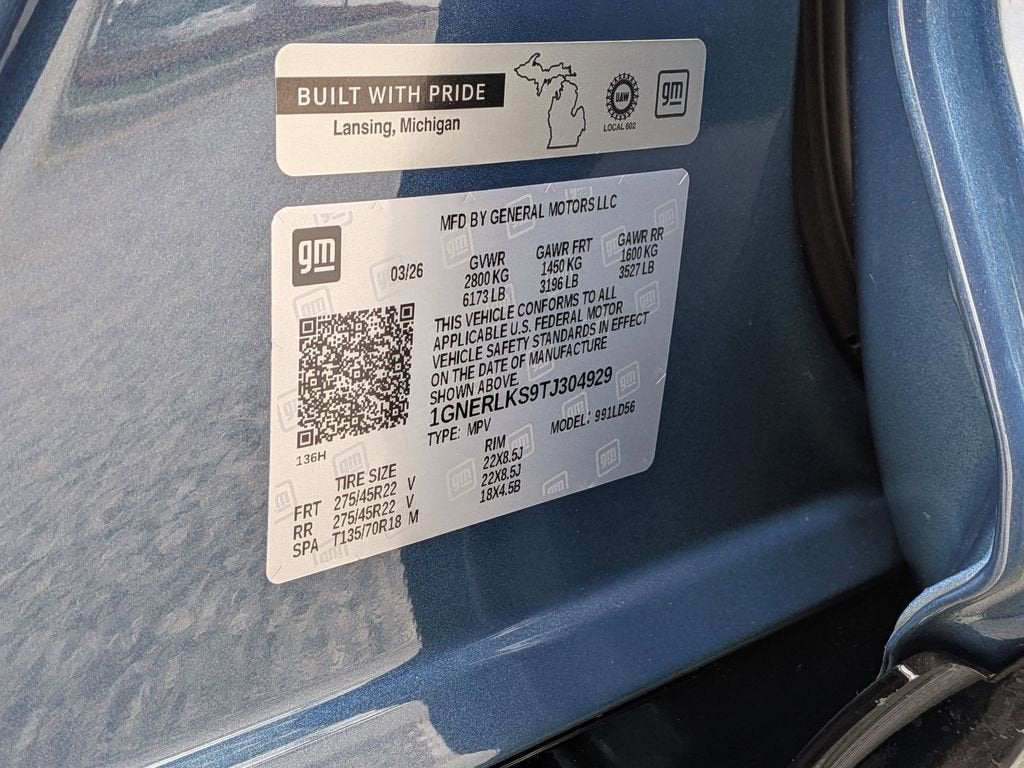 BUILT WITH PRIDE
Lansing, Michigan
UAW
LOCAL 602
gm
MFD BY GENERAL MOTORS LLC
gm
03/26
GVWR
2800 KG
6173 LB
GAWR FRT
1450 KG
3196 LB
GAWR RR
1600 KG
3527 LB
THIS VEHICLE CONFORMS TO ALL
APPLICABLE U.S. FEDERAL MOTOR
VEHICLE SAFETY STANDARDS IN EFFECT
ON THE DATE OF MANUFACTURE
SHOWN ABOVE.
1GNERLKS9TJ304929
TYPE: MPV
MODEL: 991LD56
136H
TIRE SIZE
RIM
FRT 275/45R22 V 22X8.5J
RR 275/45R22 V 22X8.5J
SPA T135/70R18 M 18X4.5B